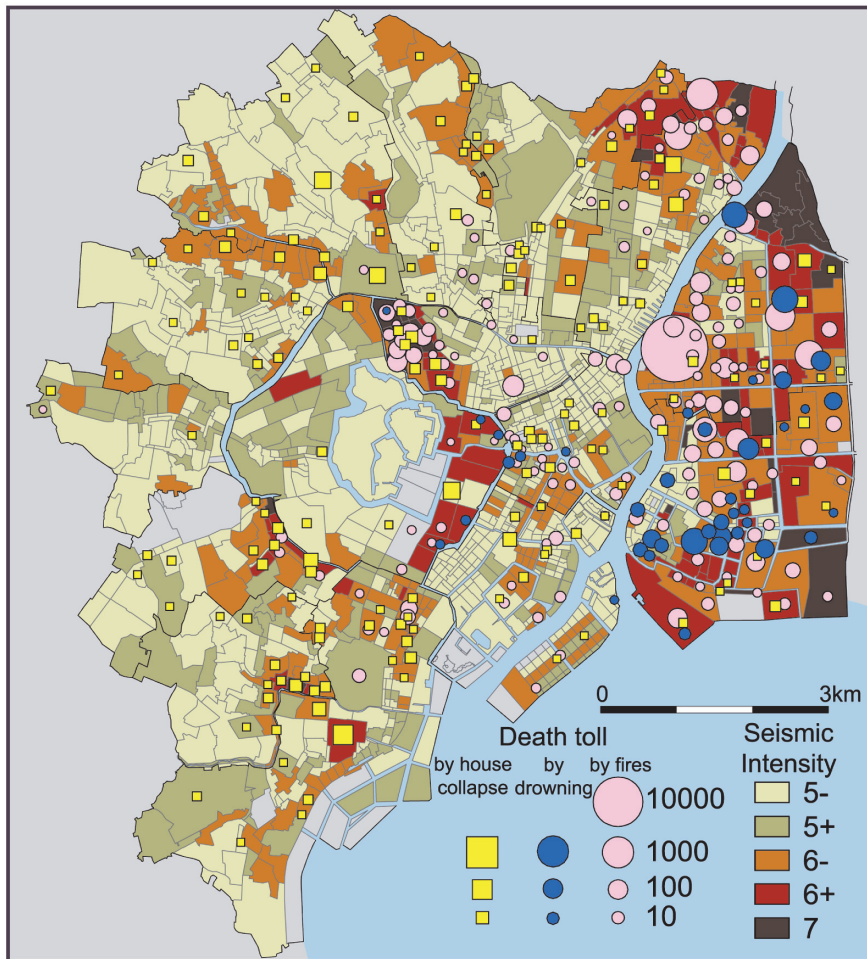 0 3km
Death toll
by house by by fires
collapse drowning
10000
1000
100
10
Seismic
Intensity
5-
5+
6-
6+
7